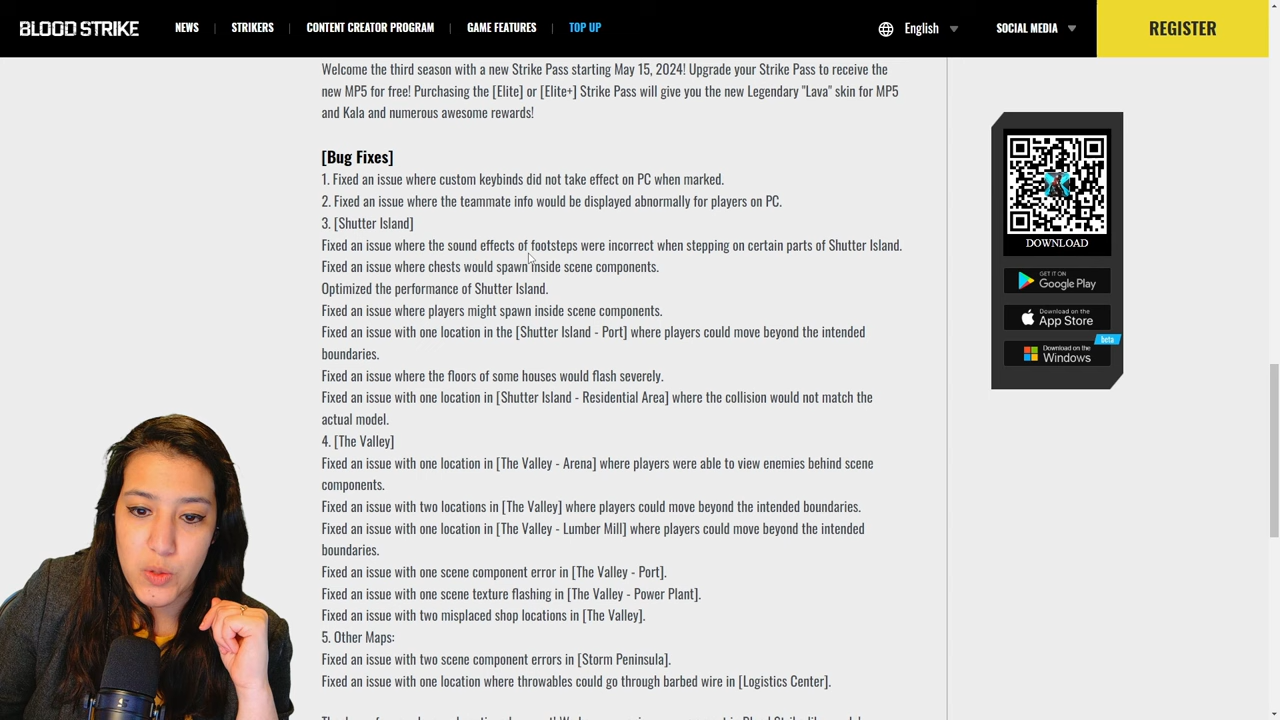 BLOOD STRIKE
NEWS
STRIKERS
CONTENT CREATOR PROGRAM
GAME FEATURES
TOP UP
English
SOCIAL MEDIA
REGISTER
Welcome the third season with a new Strike Pass starting May 15, 2024! Upgrade your Strike Pass to receive the
new MP5 for free! Purchasing the [Elite] or [Elite+] Strike Pass will give you the new Legendary "Lava" skin for MP5
and Kala and numerous awesome rewards!
[Bug Fixes]
1. Fixed an issue where custom keybinds did not take effect on PC when marked.
2. Fixed an issue where the teammate info would be displayed abnormally for players on PC.
3. [Shutter Island]
Fixed an issue where the sound effects of footsteps were incorrect when stepping on certain parts of Shutter Island.
Fixed an issue where chests would spawn inside scene components.
Optimized the performance of Shutter Island.
Fixed an issue where players might spawn inside scene components.
Fixed an issue with one location in the [Shutter Island - Port] where players could move beyond the intended
boundaries.
Fixed an issue where the floors of some houses would flash severely.
Fixed an issue with one location in [Shutter Island - Residential Area] where the collision would not match the
actual model.
4. [The Valley]
Fixed an issue with one location in [The Valley - Arena] where players were able to view enemies behind scene
components.
Fixed an issue with two locations in [The Valley] where players could move beyond the intended boundaries.
Fixed an issue with one location in [The Valley - Lumber Mill] where players could move beyond the intended
boundaries.
Fixed an issue with one scene component error in [The Valley - Port].
Fixed an issue with one scene texture flashing in [The Valley - Power Plant].
Fixed an issue with two misplaced shop locations in [The Valley].
5. Other Maps:
Fixed an issue with two scene component errors in [Storm Peninsula].
Fixed an issue with one location where throwables could go through barbed wire in [Logistics Center].
DOWNLOAD
GET IT ON
Google Play
Download on the
App Store
beta
Download on the
Windows